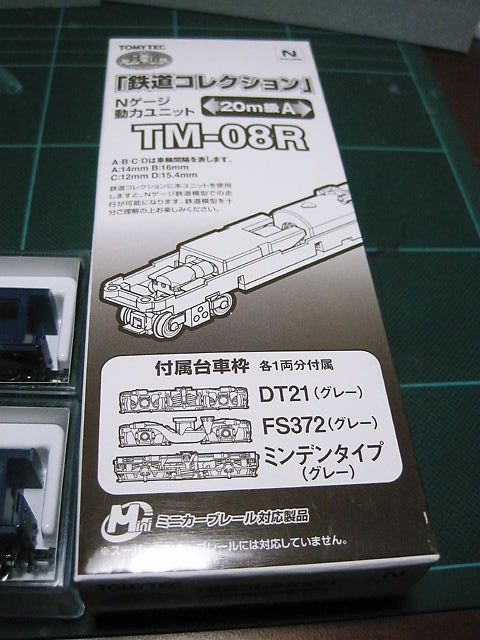 TOMYTEC
N
「鉄道コレクション」
Nゲージ
動力ユニット
20m級 A
TM-08R
A・B・C・Dは車輪間隔を表します。
A:14mm B:16mm
C:12mm D:15.4mm
鉄道コレクションに本ユニットを使用
しますと、Nゲージ鉄道模型での走
行が可能になります。鉄道模型を十
分ご理解の上お楽しみください。
付属台車枠 各1両分付属
DT21(グレー)
FS372(グレー)
ミンデンタイプ
(グレー)
Mini ミニカーブレール対応製品
レールには対応していません。
TOMYTEC
N